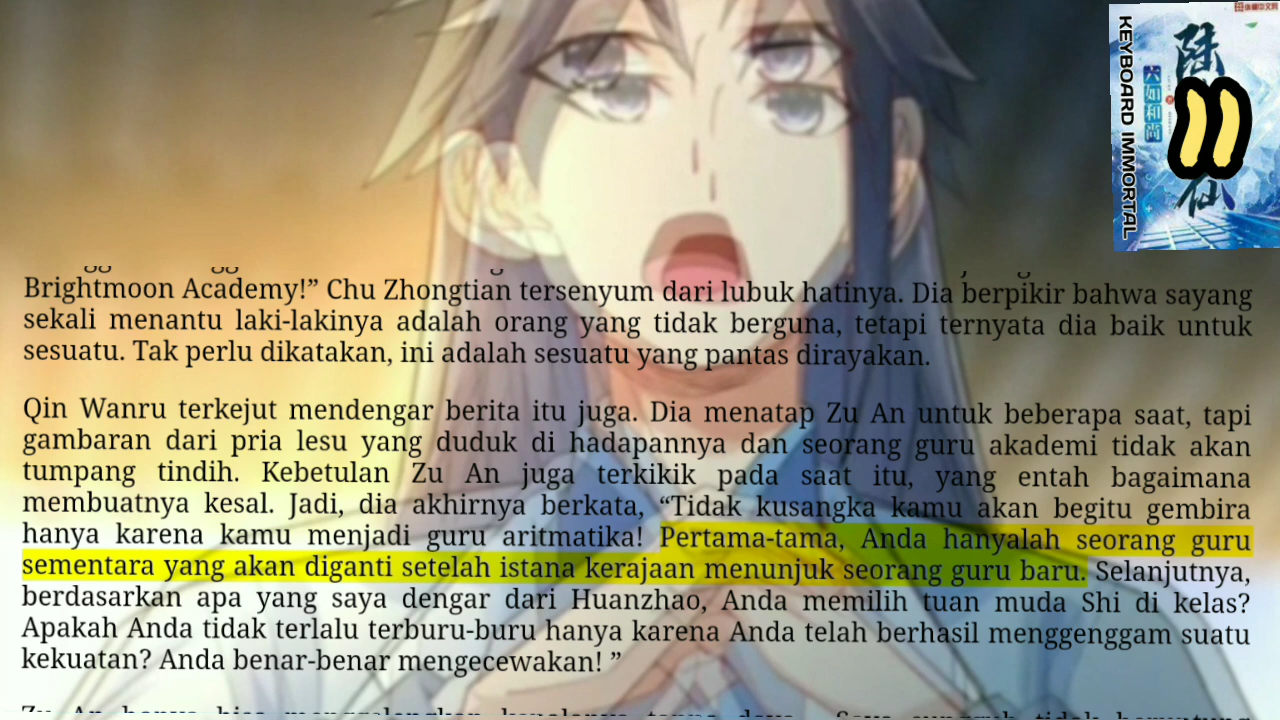 KEYBOARD IMMORTAL
陆
六如和尚
仙
Brightmoon Academy!” Chu Zhongtian tersenyum dari lubuk hatinya. Dia berpikir bahwa sayang
sekali menantu laki-lakinya adalah orang yang tidak berguna, tetapi ternyata dia baik untuk
sesuatu. Tak perlu dikatakan, ini adalah sesuatu yang pantas dirayakan.
Qin Wanru terkejut mendengar berita itu juga. Dia menatap Zu An untuk beberapa saat, tapi
gambaran dari pria lesu yang duduk di hadapannya dan seorang guru akademi tidak akan
tumpang tindih. Kebetulan Zu An juga terkikik pada saat itu, yang entah bagaimana
membuatnya kesal. Jadi, dia akhirnya berkata, “Tidak kusangka kamu akan begitu gembira
hanya karena kamu menjadi guru aritmatika! Pertama-tama, Anda hanyalah seorang guru
sementara yang akan diganti setelah istana kerajaan menunjuk seorang guru baru. Selanjutnya,
berdasarkan apa yang saya dengar dari Huanzhao, Anda memilih tuan muda Shi di kelas?
Apakah Anda tidak terlalu terburu-buru hanya karena Anda telah berhasil menggenggam suatu
kekuatan? Anda benar-benar mengecewakan! ”